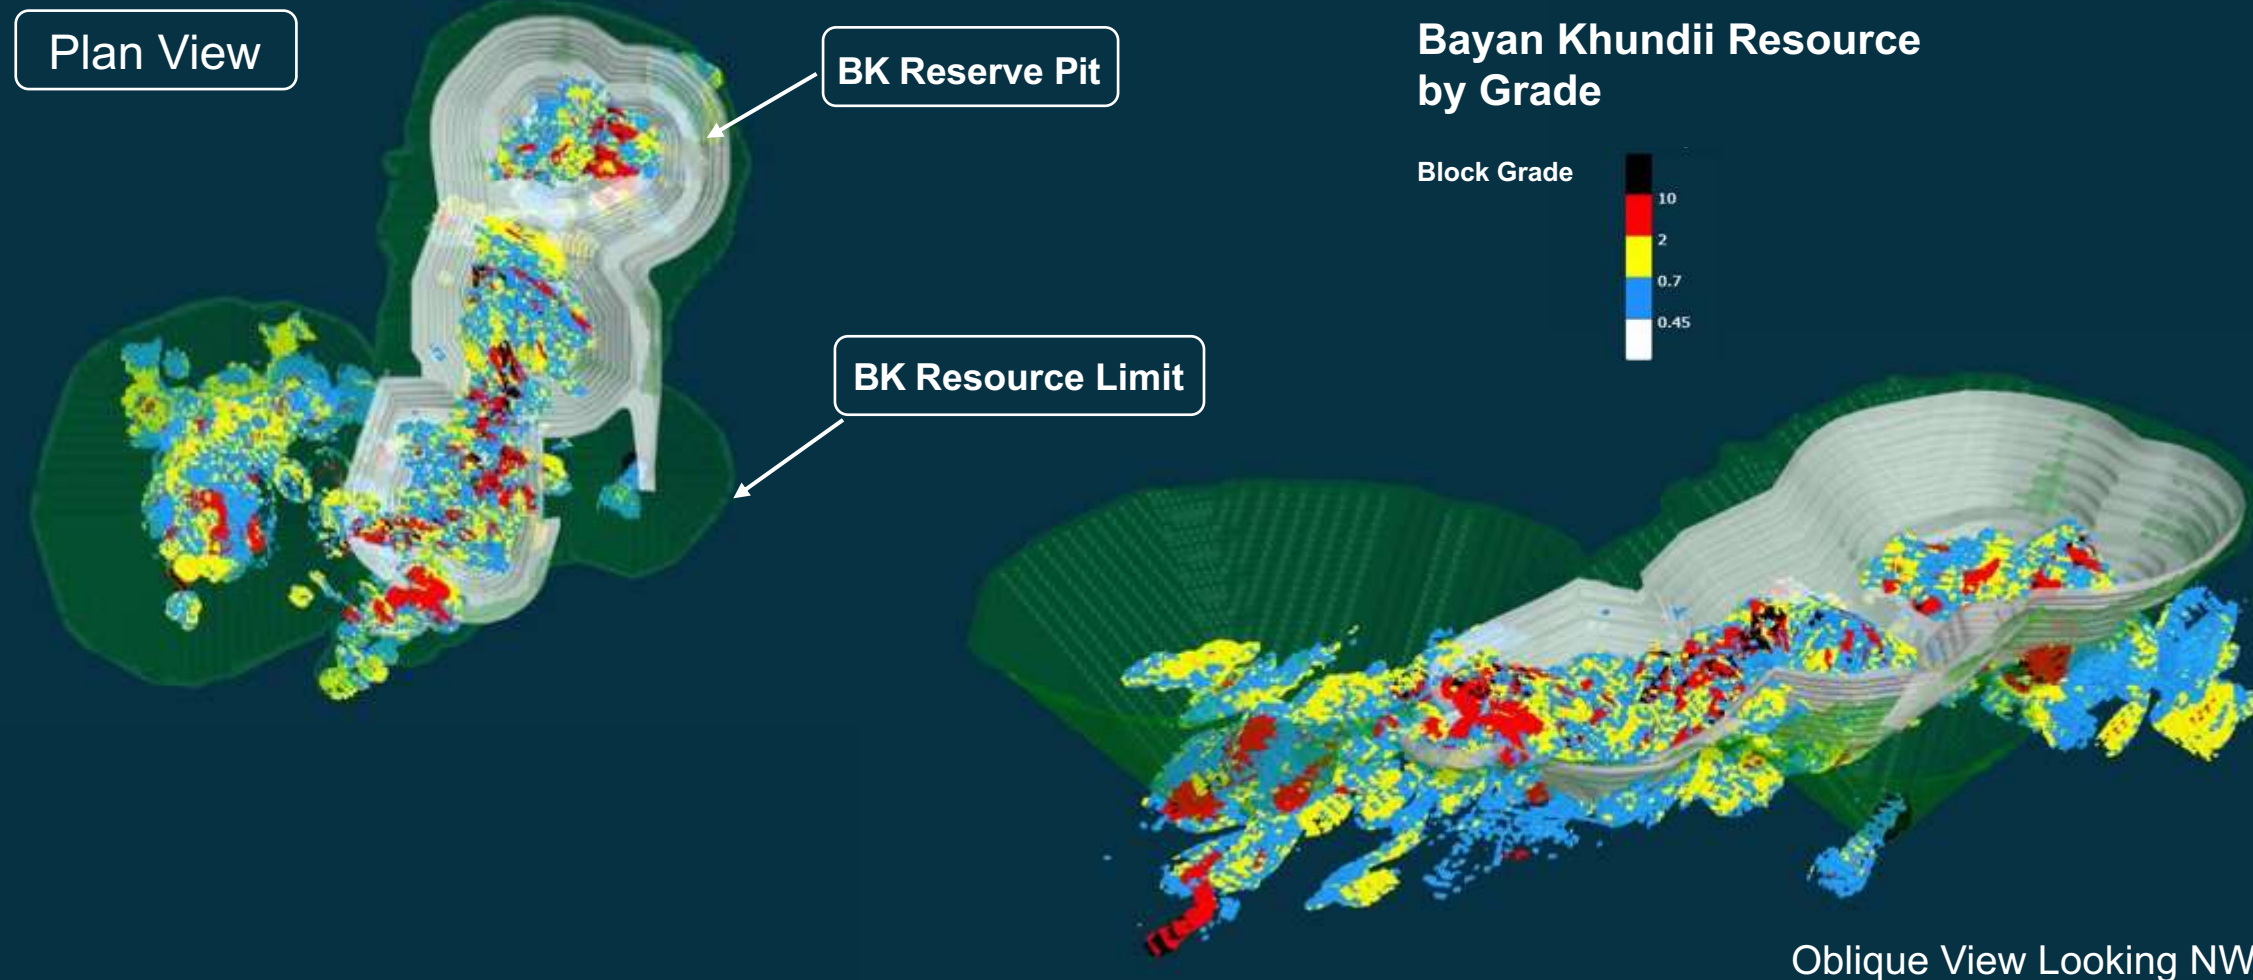 Plan View
BK Reserve Pit
Bayan Khundii Resource
by Grade
Block Grade
10
2
0.7
0.45
BK Resource Limit
Oblique View Looking NW